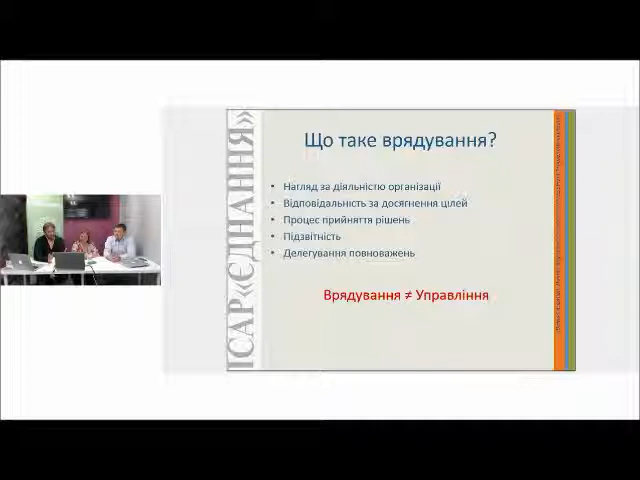 Що таке врядування?
ІСАР«ЄДНАННЯ»
• Нагляд за діяльністю організації
• Відповідальність за досягнення цілей
• Процес прийняття рішень
• Підзвітність
• Делегування повноважень
Врядування ≠ Управління